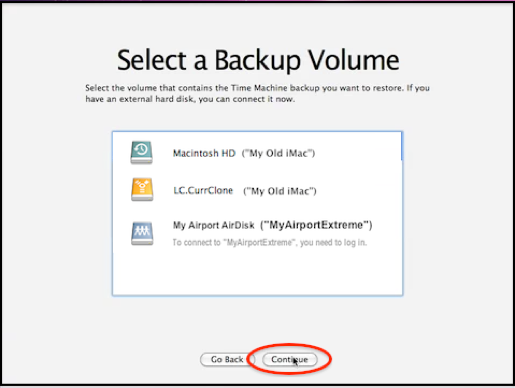 Select a Backup Volume
Select the volume that contains the Time Machine backup you want to restore. If you
have an external hard disk, you can connect it now.
Macintosh HD ("My Old iMac")
LC.CurrClone ("My Old iMac")
My Airport AirDisk ("MyAirportExtreme")
To connect to "MyAirportExtreme", you need to log in.
Go Back Continue